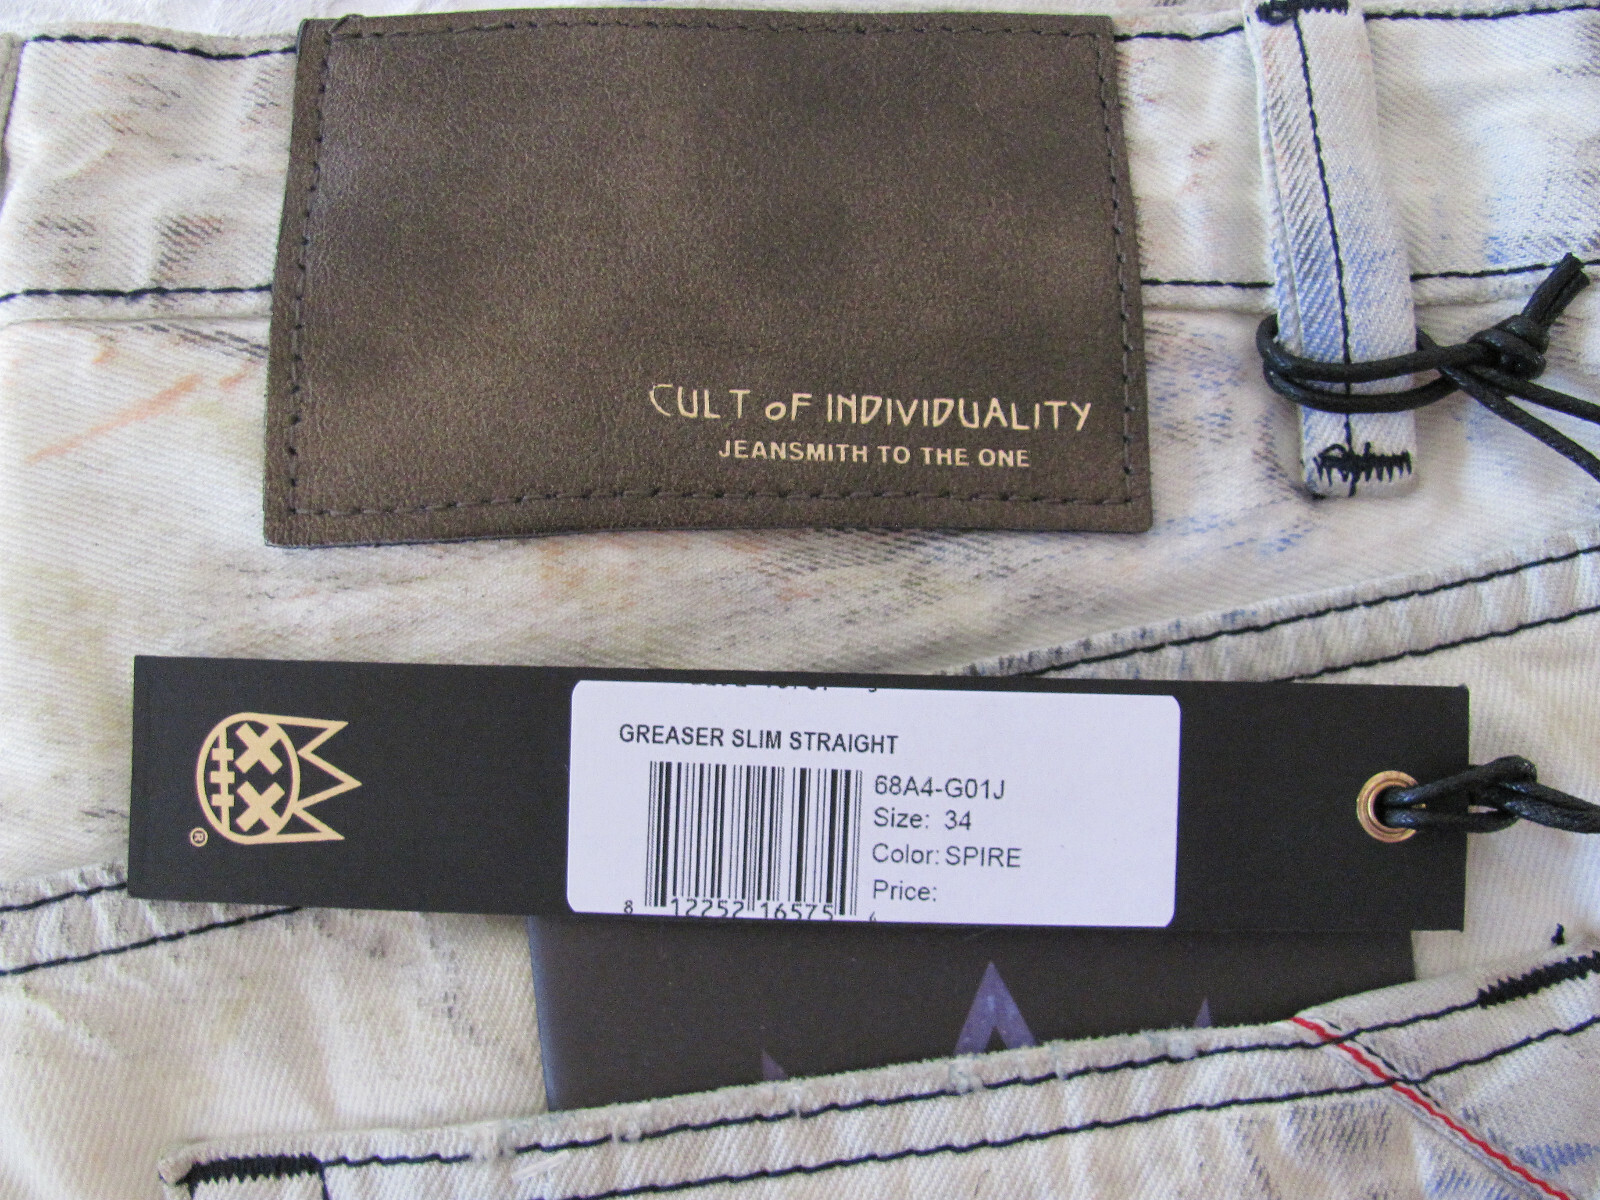 CULT OF INDIVIDUALITY
JEANSMITH TO THE ONE
GREASER SLIM STRAIGHT
68A4-G01J
Size: 34
Color: SPIRE
Price:
8 12252 16575
®